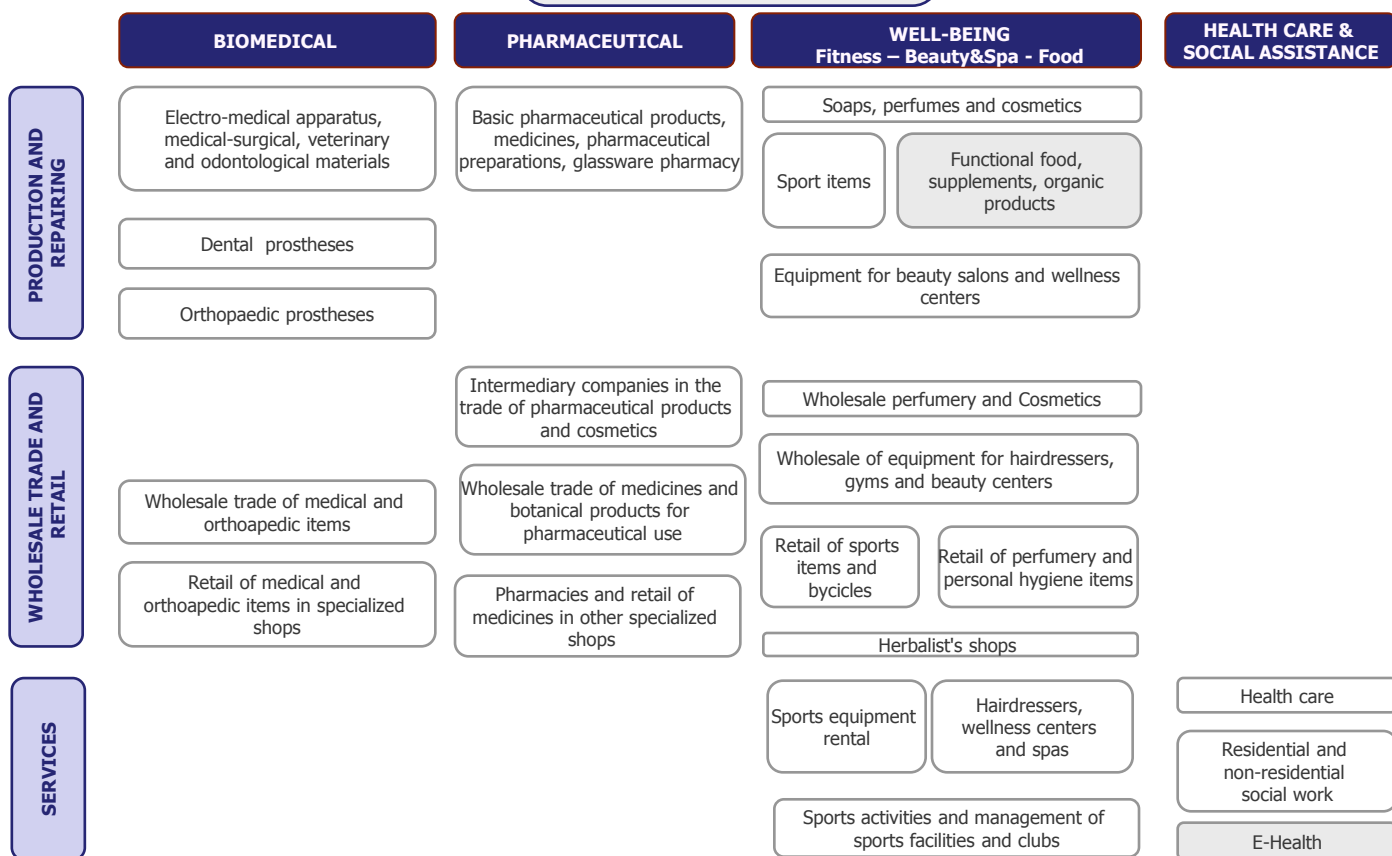 BIOMEDICAL
PHARMACEUTICAL
WELL-BEING
Fitness – Beauty&Spa - Food
HEALTH CARE &
SOCIAL ASSISTANCE
PRODUCTION AND
REPAIRING
Electro-medical apparatus,
medical-surgical, veterinary
and odontological materials
Dental prostheses
Orthopaedic prostheses
Basic pharmaceutical products,
medicines, pharmaceutical
preparations, glassware pharmacy
Soaps, perfumes and cosmetics
Sport items
Functional food,
supplements, organic
products
Equipment for beauty salons and wellness
centers
WHOLESALE TRADE AND
RETAIL
Wholesale trade of medical and
orthoapedic items
Retail of medical and
orthoapedic items in specialized
shops
Intermediary companies in the
trade of pharmaceutical products
and cosmetics
Wholesale trade of medicines and
botanical products for
pharmaceutical use
Pharmacies and retail of
medicines in other specialized
shops
Wholesale perfumery and Cosmetics
Wholesale of equipment for hairdressers,
gyms and beauty centers
Retail of sports
items and
bycicles
Retail of perfumery and
personal hygiene items
Herbalist's shops
SERVICES
Sports equipment
rental
Hairdressers,
wellness centers
and spas
Sports activities and management of
sports facilities and clubs
Health care
Residential and
non-residential
social work
E-Health